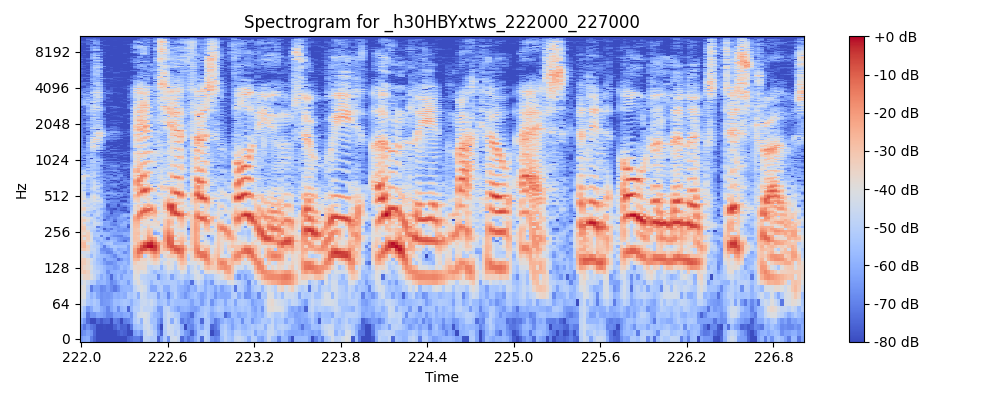 Spectrogram for _h30HBYxtws_222000_227000
8192
4096
2048
1024
512
256
128
64
0
Hz
222.0 222.6 223.2 223.8 224.4 225.0 225.6 226.2 226.8
Time
+0 dB
-10 dB
-20 dB
-30 dB
-40 dB
-50 dB
-60 dB
-70 dB
-80 dB